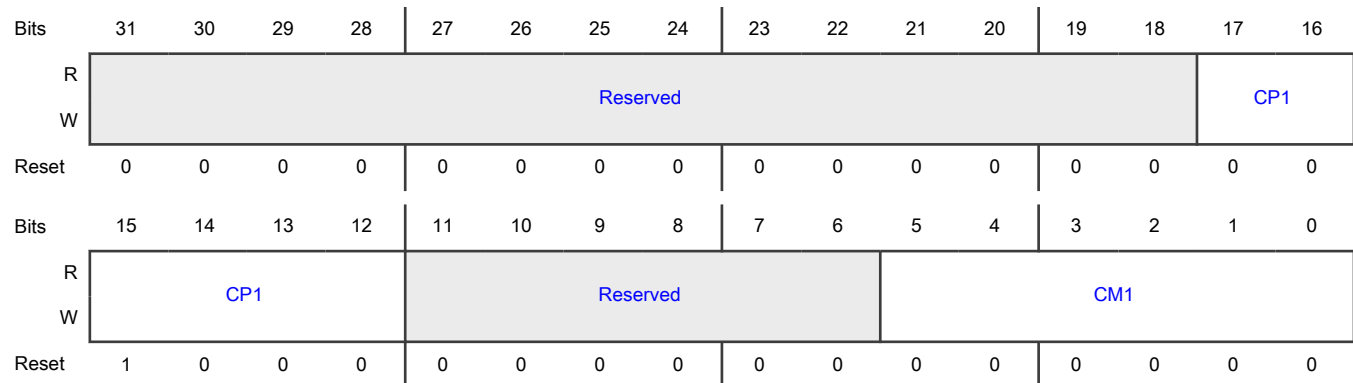 Bits 31 30 29 28 27 26 25 24 23 22 21 20 19 18 17 16
R
Reserved CP1
W
Reset 0 0 0 0 0 0 0 0 0 0 0 0 0 0 0 0
Bits 15 14 13 12 11 10 9 8 7 6 5 4 3 2 1 0
R
CP1 Reserved CM1
W
Reset 1 0 0 0 0 0 0 0 0 0 0 0 0 0 0 0